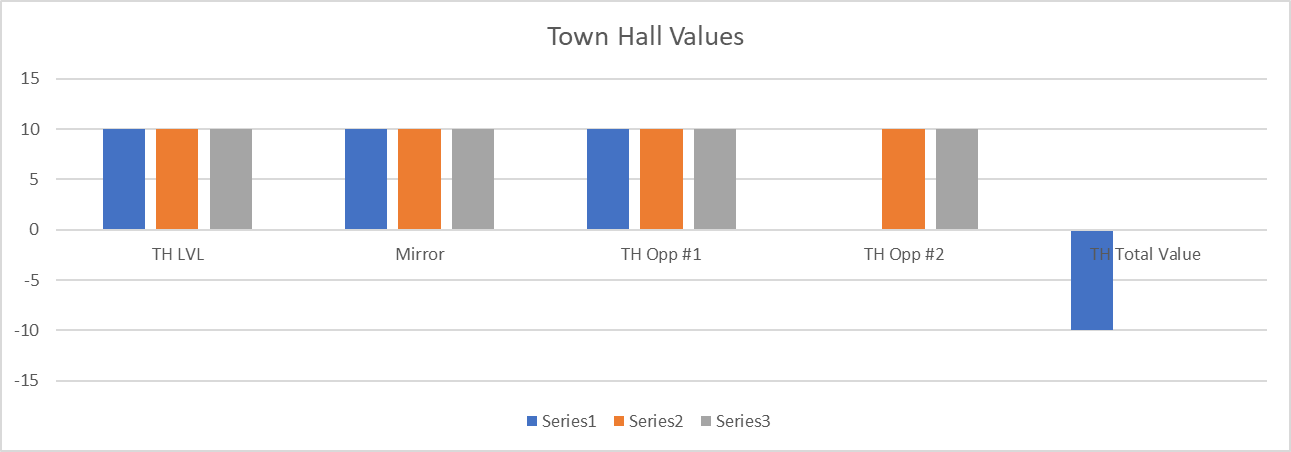 Town Hall Values
15
10
5
0
-5
-10
-15
TH LVL Mirror TH Opp #1 TH Opp #2 TH Total Value
Series1 Series2 Series3